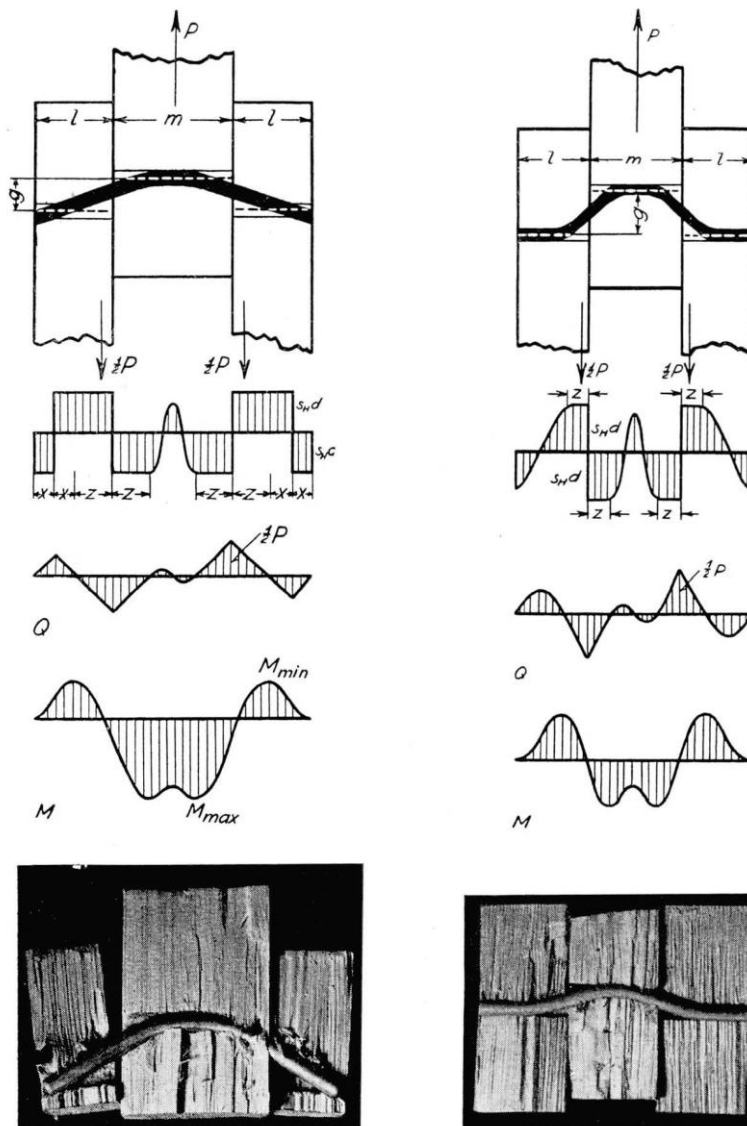 P
l m l
g
½P ½P
s_H d
s_H c
x x z z z z x x
½P
Q
M_min
M
M_max
P
l m l
g
½P ½P
z z
s_H d
s_H d
z z
½P
Q
M